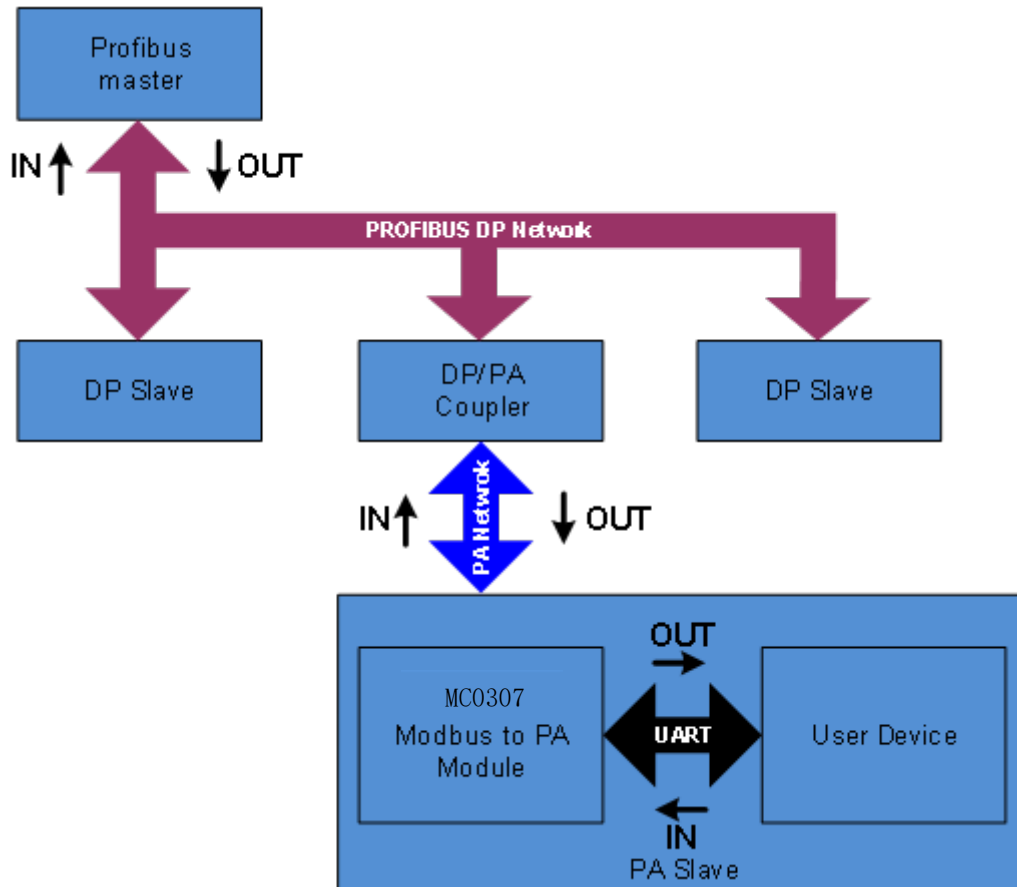 Profibus
master
IN
OUT
PROFIBUS DP Network
DP Slave
DP/PA
Coupler
DP Slave
IN
PA Netwrok
OUT
OUT
MC0307
Modbus to PA
Module
UART
User Device
IN
PA Slave